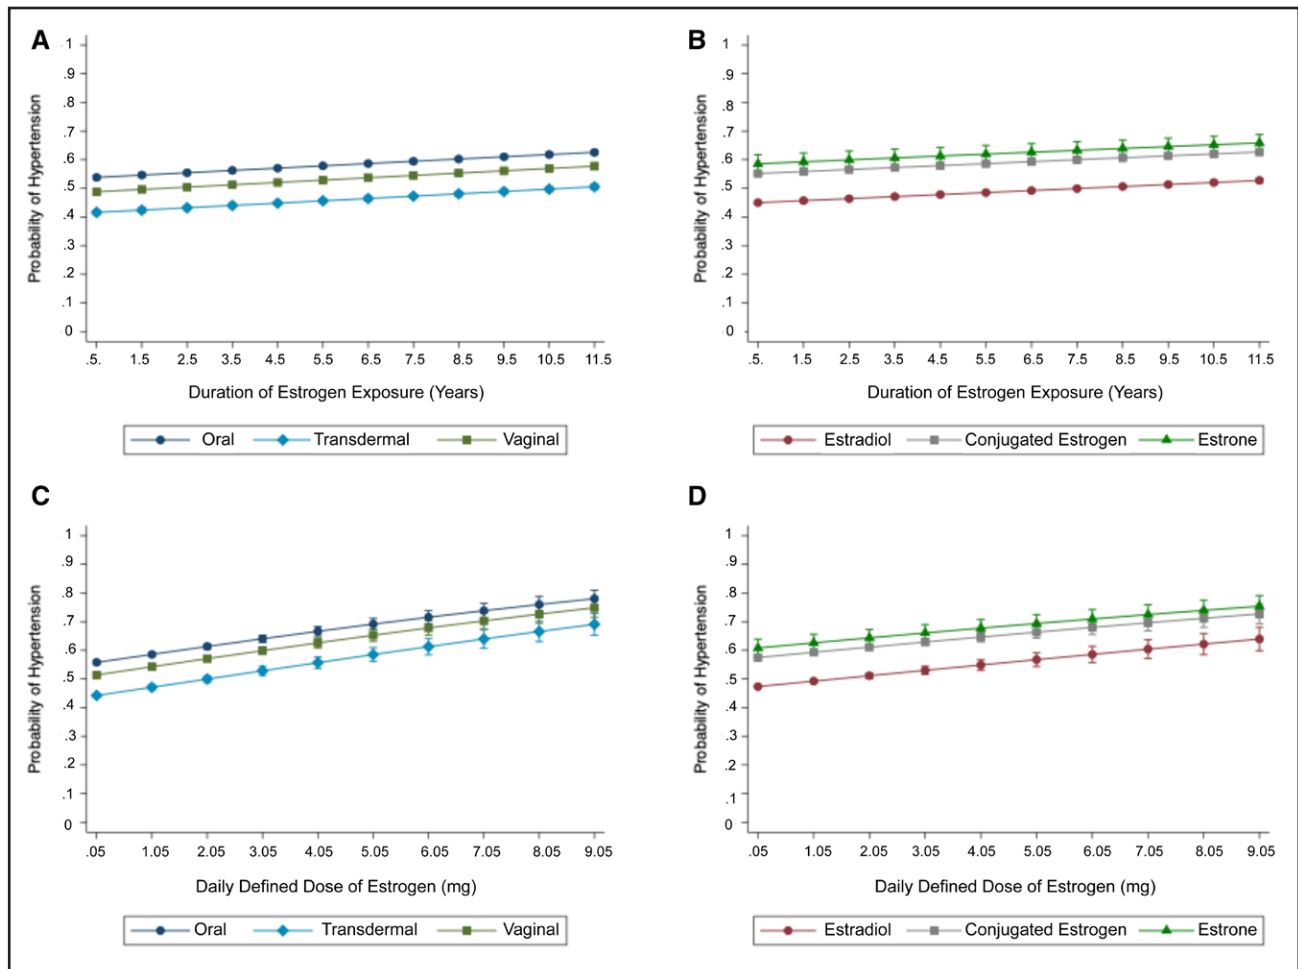 A
Probability of Hypertension
.1
.9
.8
.7
.6
.5
.4
.3
.2
.1
0
.5. 1.5 2.5 3.5 4.5 5.5 6.5 7.5 8.5 9.5 10.5 11.5
Duration of Estrogen Exposure (Years)
Oral Transdermal Vaginal
B
Probability of Hypertension
1
.9
.8
.7
.6
.5
.4
.3
.2
.1
0
.5. 1.5 2.5 3.5 4.5 5.5 6.5 7.5 8.5 9.5 10.5 11.5
Duration of Estrogen Exposure (Years)
Estradiol Conjugated Estrogen Estrone
C
Probability of Hypertension
1
.9
.8
.7
.6
.5
.4
.3
.2
.1
0
.05 1.05 2.05 3.05 4.05 5.05 6.05 7.05 8.05 9.05
Daily Defined Dose of Estrogen (mg)
Oral Transdermal Vaginal
D
Probability of Hypertension
1
.9
.8
.7
.6
.5
.4
.3
.2
.1
0
.05 1.05 2.05 3.05 4.05 5.05 6.05 7.05 8.05 9.05
Daily Defined Dose of Estrogen (mg)
Estradiol Conjugated Estrogen Estrone